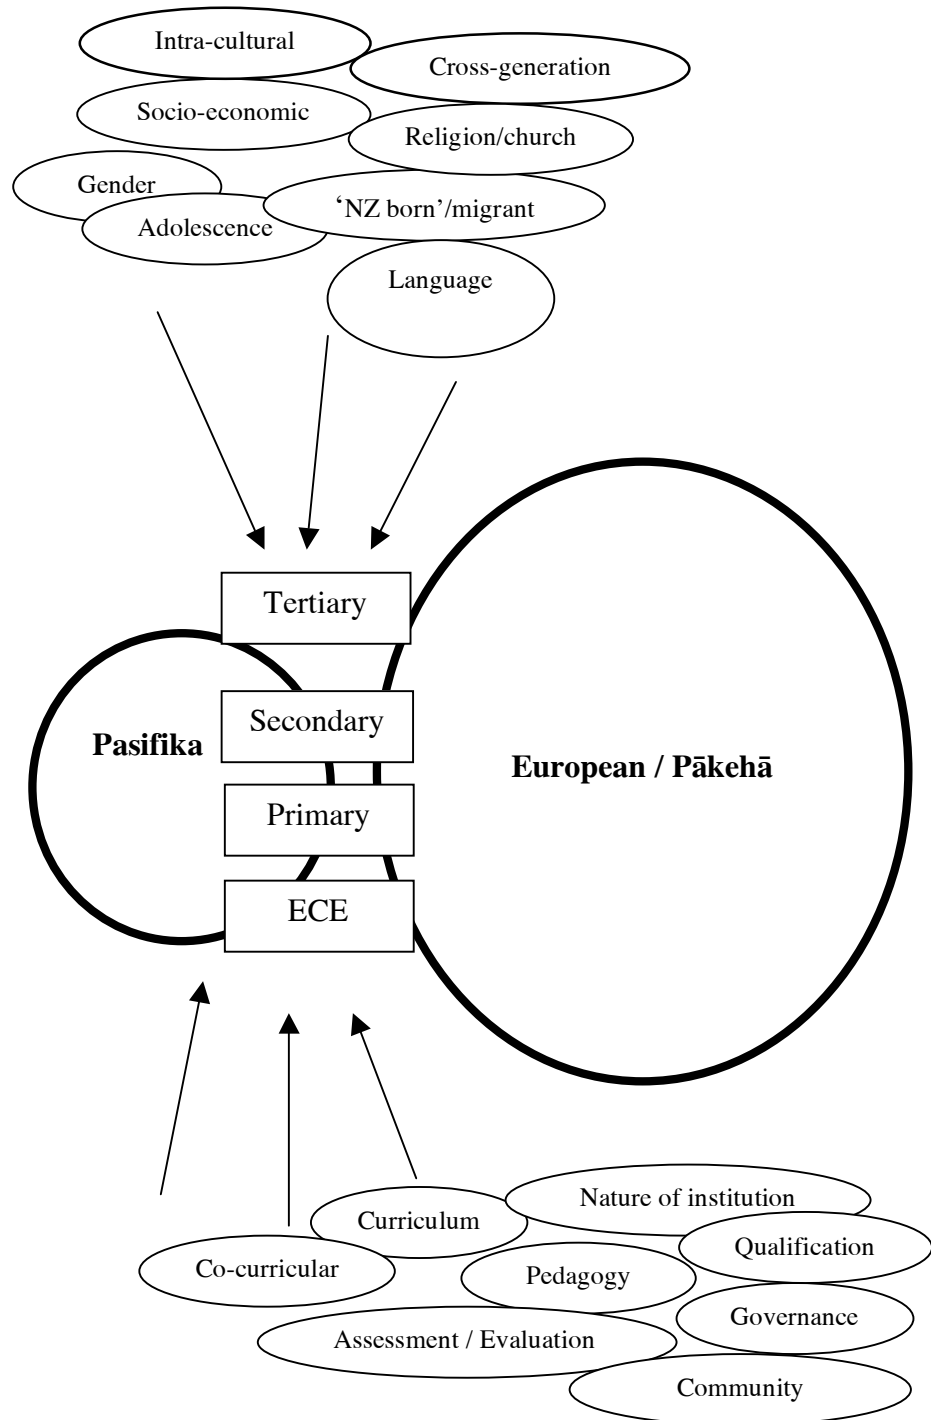 Intra-cultural
Cross-generation
Socio-economic
Religion/church
Gender
‘NZ born’/migrant
Adolescence
Language
Tertiary
Secondary
Pasifika
European / Pākehā
Primary
ECE
Nature of institution
Curriculum
Qualification
Co-curricular
Pedagogy
Governance
Assessment / Evaluation
Community